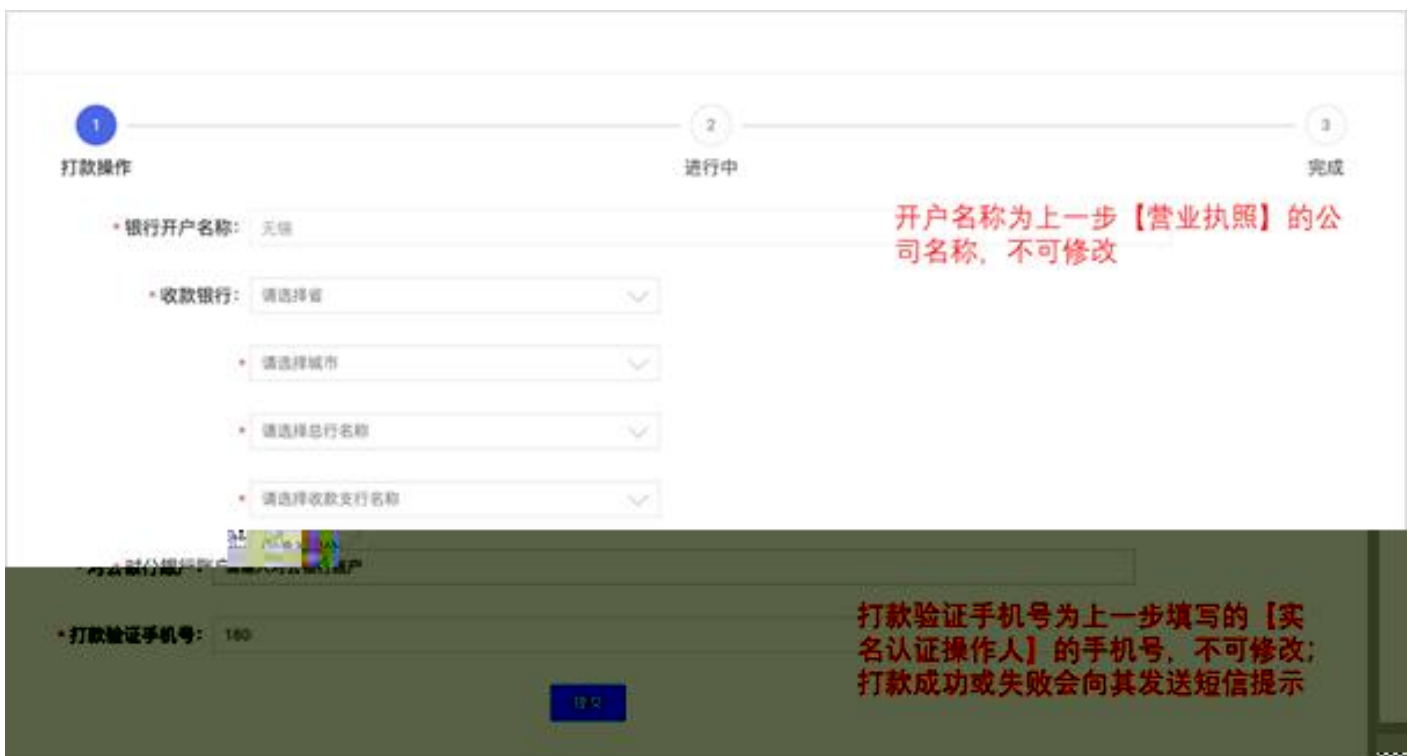 1
2
3
打款操作
进行中
完成
* 银行开户名称: 无锡
开户名称为上一步【营业执照】的公
司名称，不可修改
* 收款银行: 请选择省
* 请选择城市
* 请选择总行名称
* 请选择收款支行名称
对公银行账户:
* 打款验证手机号: 180
打款验证手机号为上一步填写的【实
名认证操作人】的手机号，不可修改；
打款成功或失败会向其发送短信提示
提交